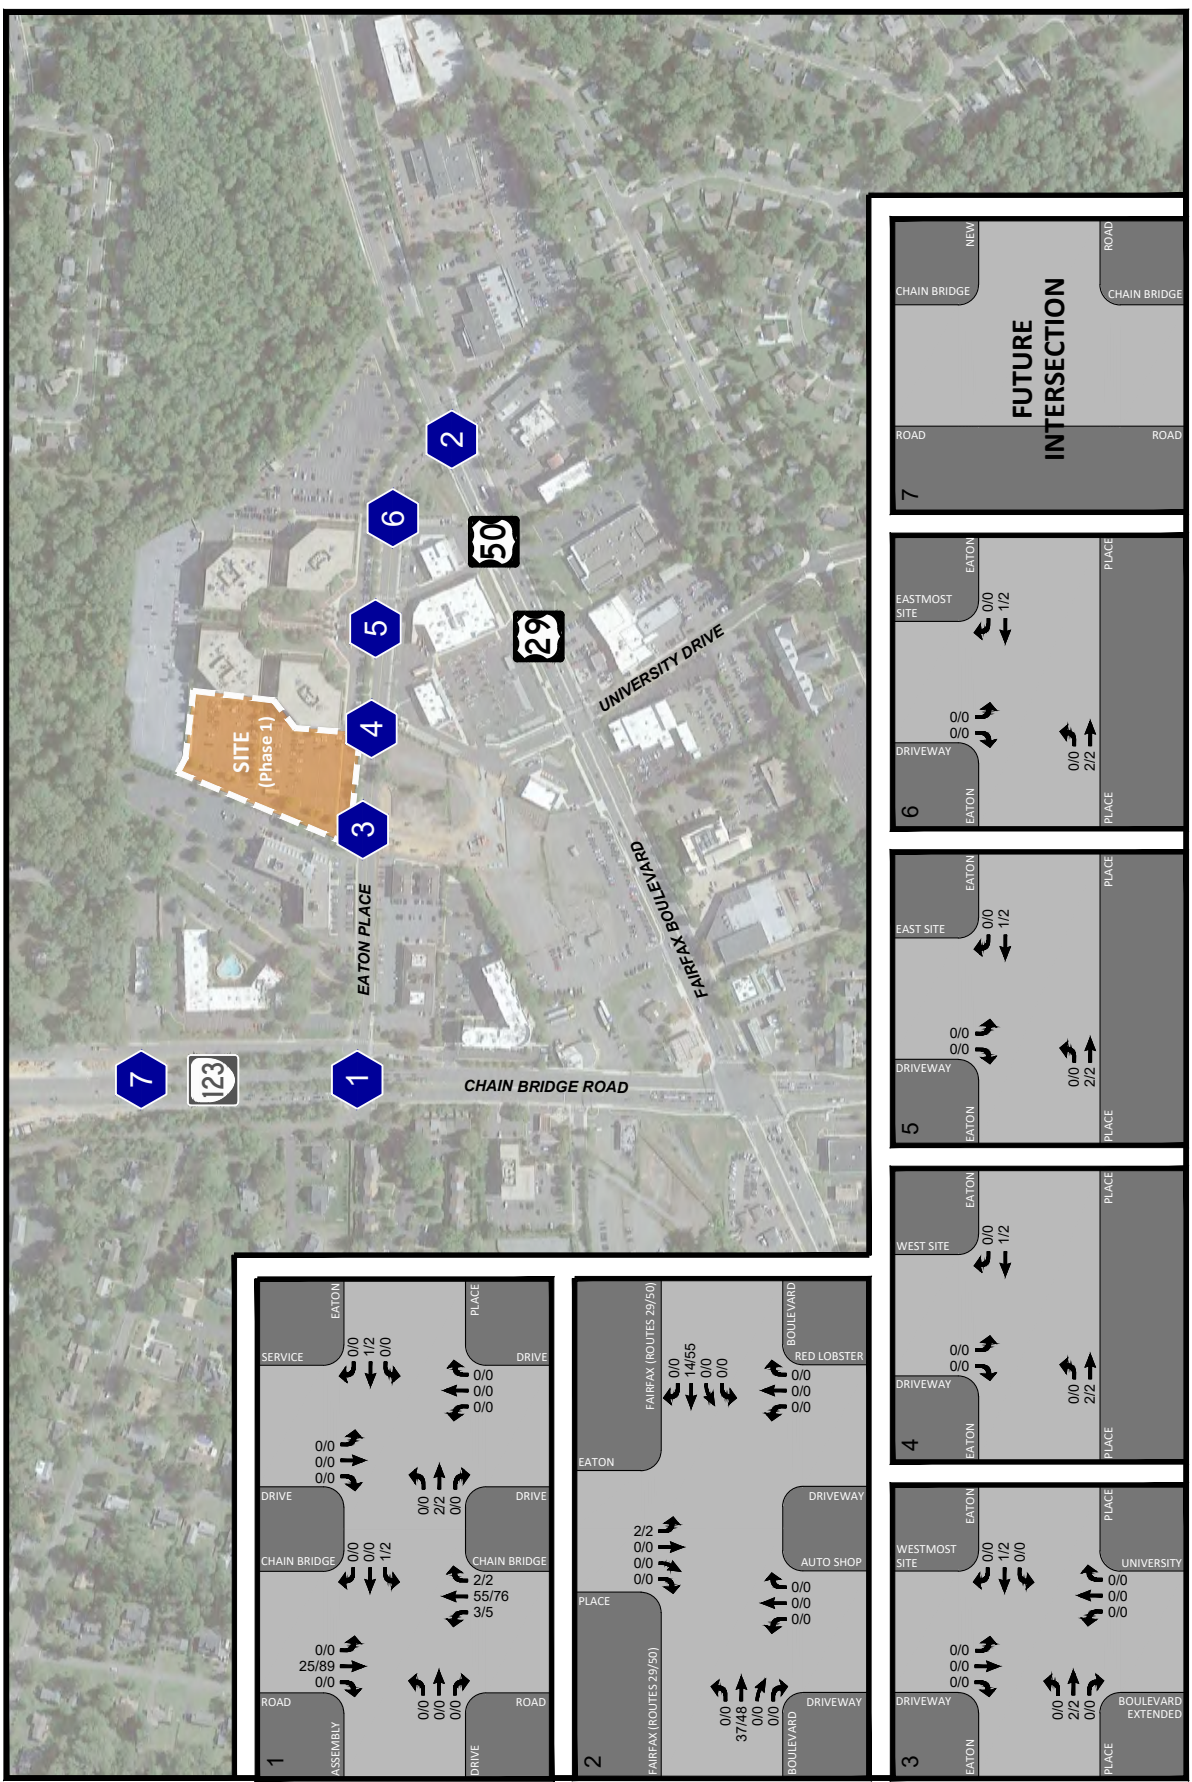 7
123
1
CHAIN BRIDGE ROAD
EATON PLACE
3
SITE
(Phase 1)
4
5
6
2
50
29
UNIVERSITY DRIVE
FAIRFAX BOULEVARD
1
ROAD
ASSEMBLY
0/0
25/89
0/0
CHAIN BRIDGE
DRIVE
0/0
0/0
1/2
0/0
0/0
0/0
SERVICE
EATON
0/0
1/2
0/0
DRIVE
ROAD
0/0
0/0
0/0
2/2
55/76
3/5
CHAIN BRIDGE
DRIVE
0/0
2/2
0/0
0/0
0/0
0/0
DRIVE
PLACE
2
FAIRFAX (ROUTES 29/50)
PLACE
2/2
0/0
0/0
0/0
EATON
FAIRFAX (ROUTES 29/50)
0/0
14/55
0/0
0/0
0/0
37/48
0/0
0/0
BOULEVARD
DRIVEWAY
0/0
0/0
0/0
AUTO SHOP
DRIVEWAY
0/0
0/0
0/0
RED LOBSTER
BOULEVARD
3
DRIVEWAY
EATON
0/0
0/0
0/0
WESTMOST
SITE
EATON
0/0
1/2
0/0
0/0
2/2
0/0
PLACE
BOULEVARD
EXTENDED
0/0
0/0
0/0
UNIVERSITY
PLACE
4
DRIVEWAY
EATON
0/0
0/0
WEST SITE
EATON
0/0
1/2
0/0
2/2
PLACE
PLACE
5
DRIVEWAY
EATON
0/0
0/0
EAST SITE
EATON
0/0
1/2
0/0
2/2
PLACE
PLACE
6
DRIVEWAY
EATON
0/0
0/0
EASTMOST
SITE
EATON
0/0
1/2
0/0
2/2
PLACE
PLACE
7
ROAD
CHAIN BRIDGE
NEW
FUTURE
INTERSECTION
ROAD
CHAIN BRIDGE
ROAD